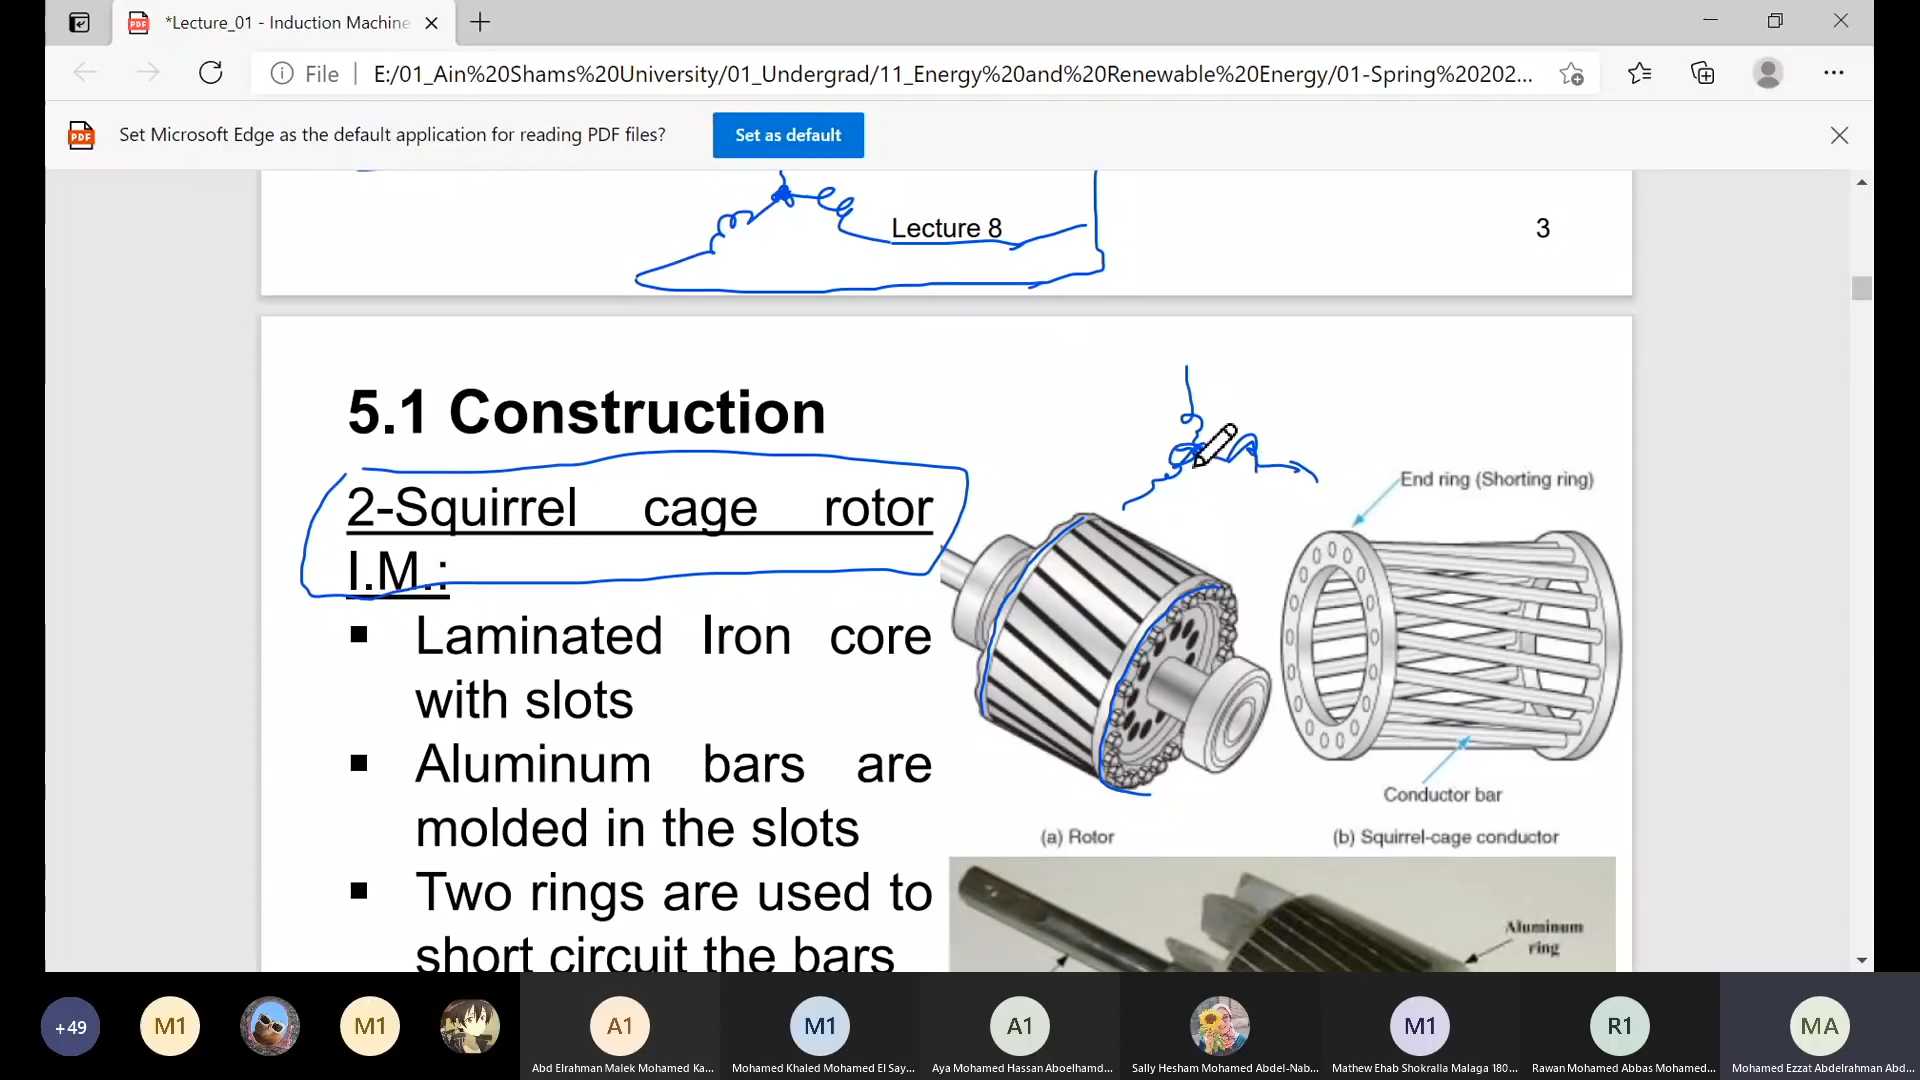 *Lecture_01 - Induction Machine
File
E:/01_Ain%20Shams%20University/01_Undergrad/11_Energy%20and%20Renewable%20Energy/01-Spring%20202...
Set Microsoft Edge as the default application for reading PDF files?
Set as default
Lecture 8
3
5.1 Construction
2-Squirrel cage rotor
I.M.:
Laminated Iron core
with slots
Aluminum bars are
molded in the slots
Two rings are used to
short circuit the bars
End ring (Shorting ring)
Conductor bar
(a) Rotor
(b) Squirrel-cage conductor
Aluminum
ring
+49
M1
M1
A1
M1
A1
M1
R1
MA
Abd Elrahman Malek Mohamed Ka...
Mohamed Khaled Mohamed El Say...
Aya Mohamed Hassan Aboelhamd...
Sally Hesham Mohamed Abdel-Nab...
Mathew Ehab Shokralla Malaga 180...
Rawan Mohamed Abbas Mohamed...
Mohamed Ezzat Abdelrahman Abd...